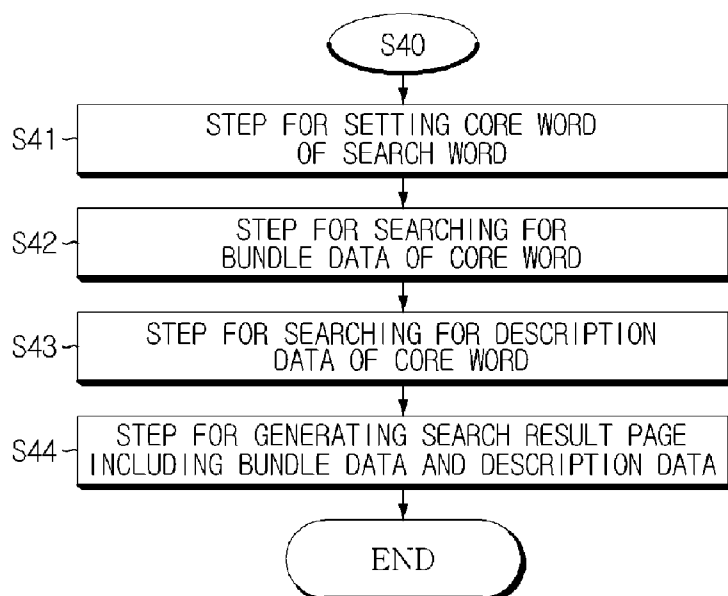 S40
S41
STEP FOR SETTING CORE WORD
OF SEARCH WORD
S42
STEP FOR SEARCHING FOR
BUNDLE DATA OF CORE WORD
S43
STEP FOR SEARCHING FOR DESCRIPTION
DATA OF CORE WORD
S44
STEP FOR GENERATING SEARCH RESULT PAGE
INCLUDING BUNDLE DATA AND DESCRIPTION DATA
END